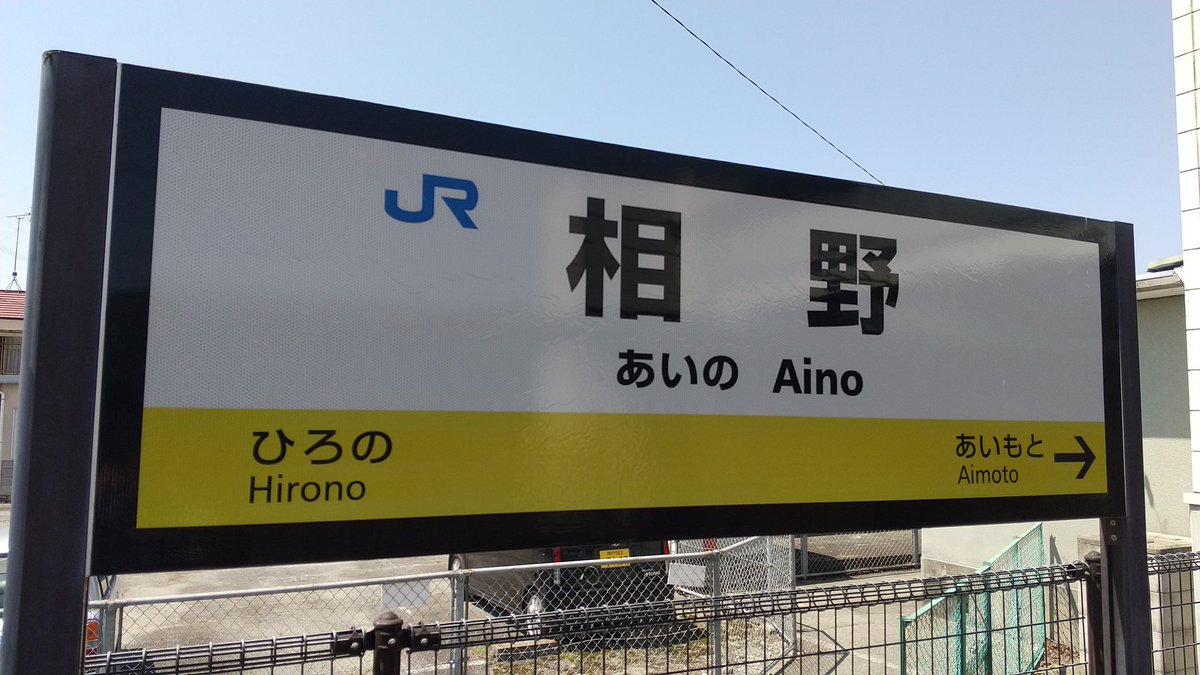 JR
相野
あいの Aino
ひろの
Hirono
あいもと →
Aimoto